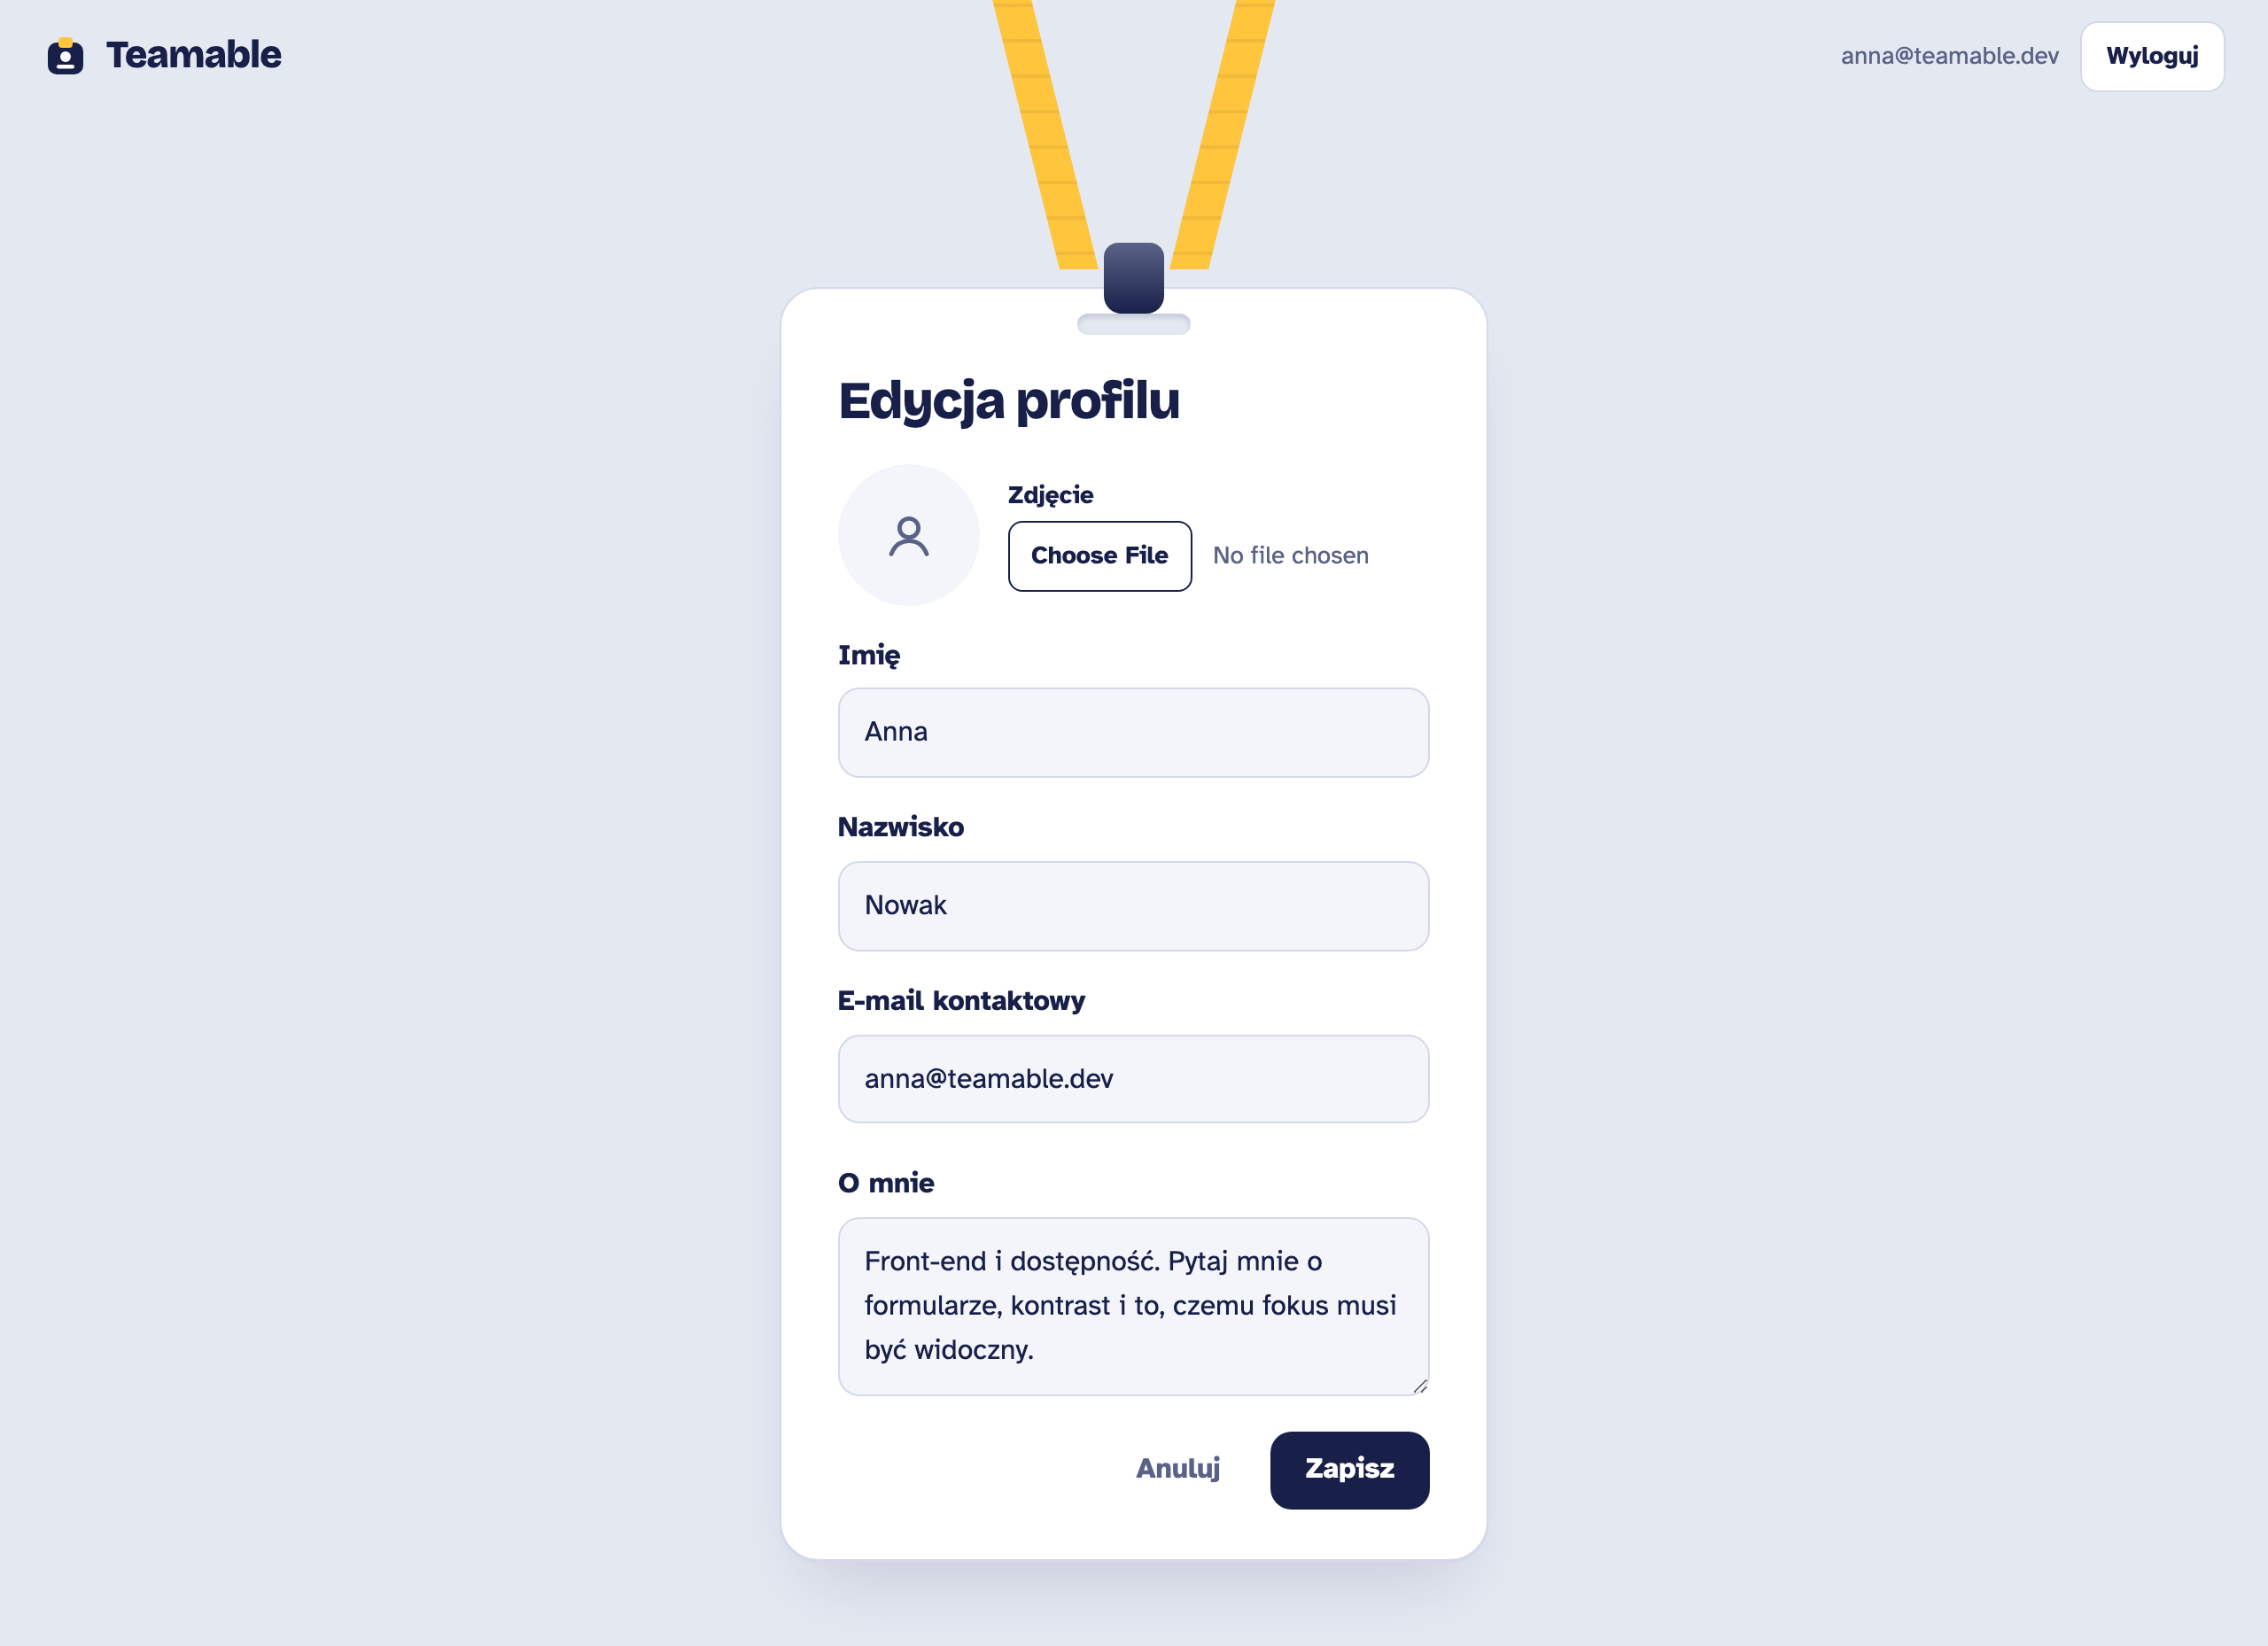 Teamable
anna@teamable.dev
Wyloguj
Edycja profilu
Zdjęcie
Choose File
No file chosen
Imię
Anna
Nazwisko
Nowak
E-mail kontaktowy
anna@teamable.dev
O mnie
Front-end i dostępność. Pytaj mnie o
formularze, kontrast i to, czemu fokus musi
być widoczny.
Anuluj
Zapisz